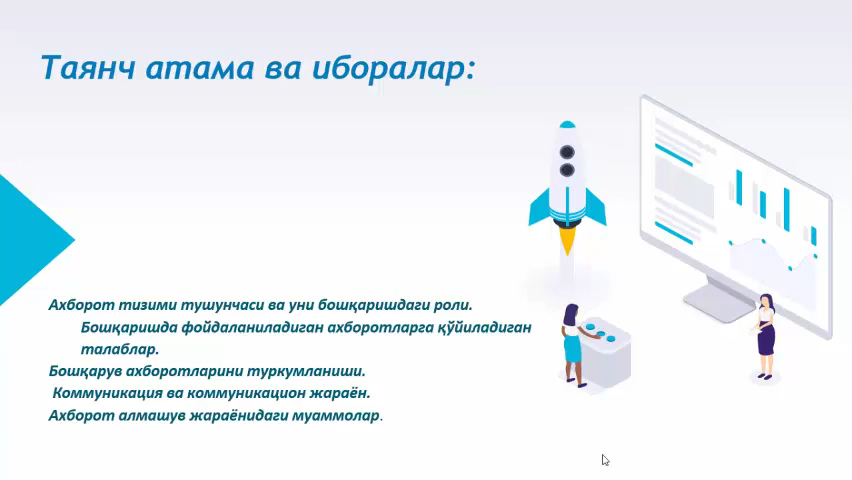 Таянч атама ва иборалар:
Ахборот тизими тушунчаси ва уни бошқаришдаги роли.
Бошқаришда фойдаланиладиган ахборотларга қўйиладиган
талаблар.
Бошқарув ахборотларини туркумланиши.
Коммуникация ва коммуникацион жараён.
Ахборот алмашув жараёнидаги муаммолар.